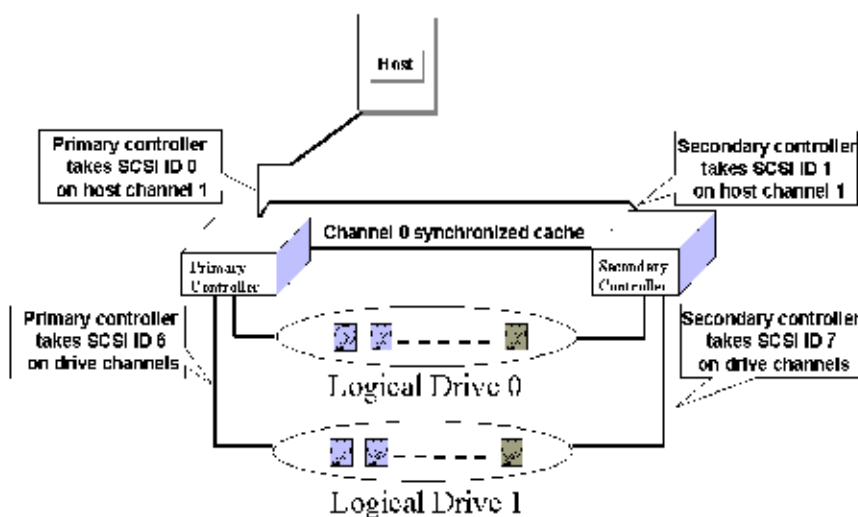 Host
Primary controller
takes SCSI ID 0
on host channel 1
Secondary controller
takes SCSI ID 1
on host channel 1
Channel 0 synchronized cache
Primary
Controller
Secondary
Controller
Primary controller
takes SCSI ID 6
on drive channels
Secondary controller
takes SCSI ID 7
on drive channels
Logical Drive 0
Logical Drive 1